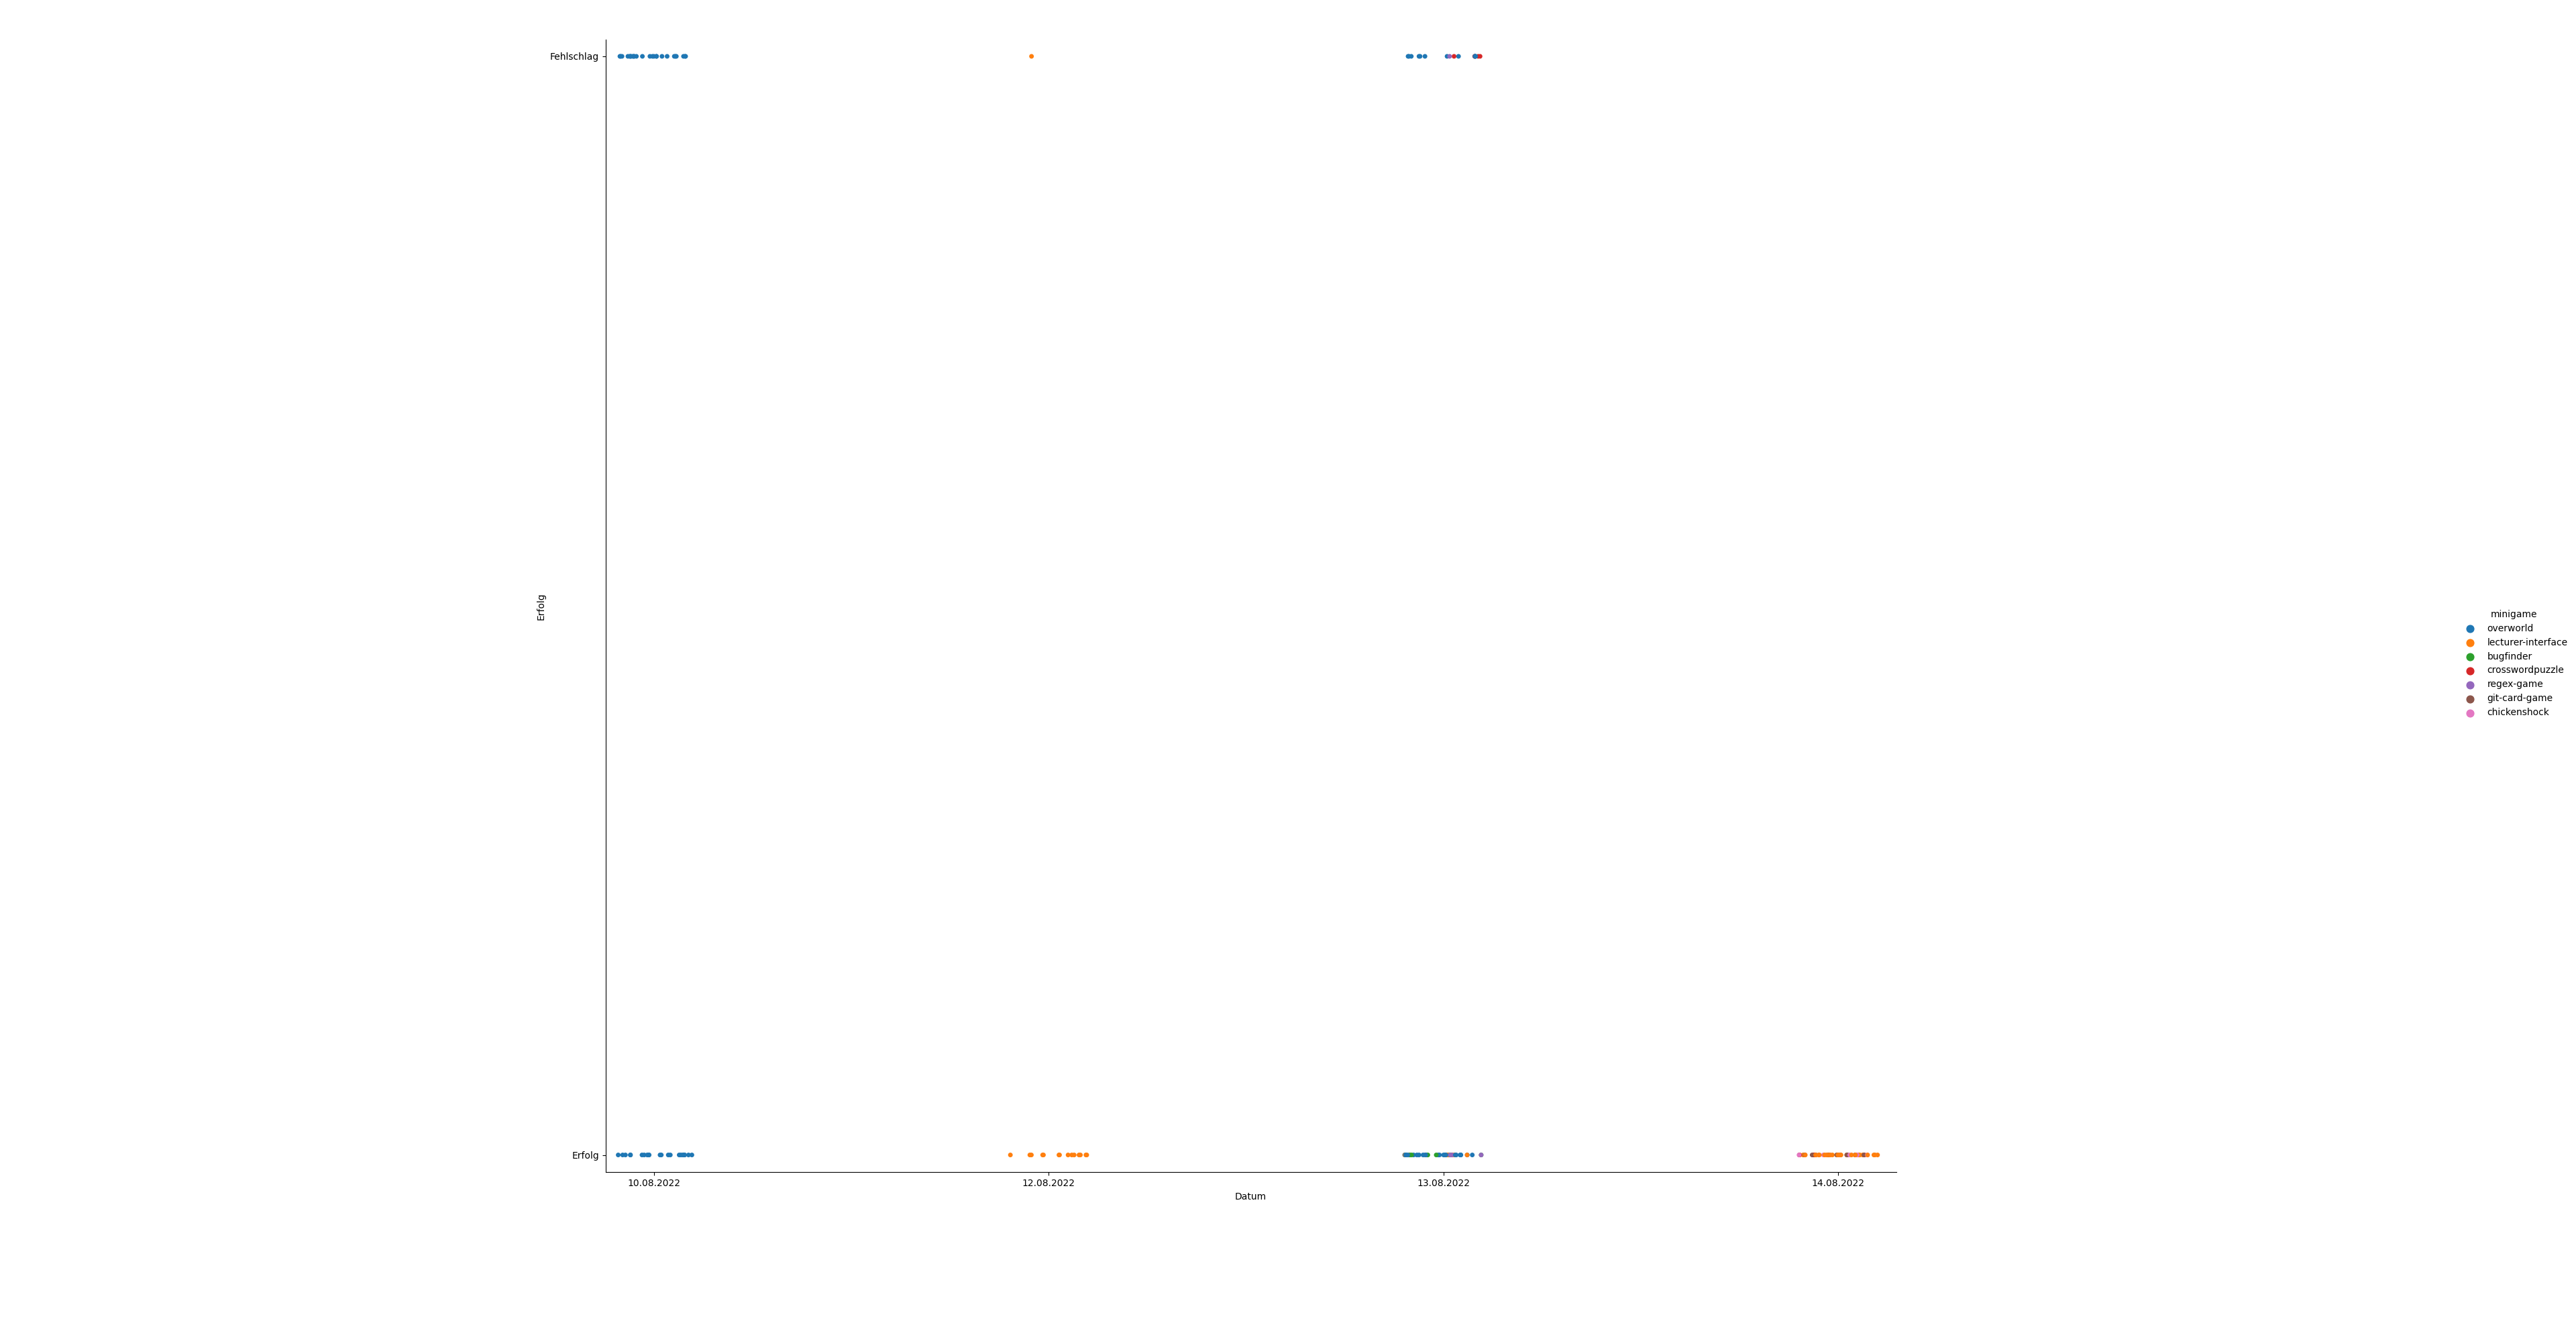 Fehlschlag
Erfolg
Erfolg
10.08.2022
12.08.2022
13.08.2022
14.08.2022
Datum
minigame
overworld
lecturer-interface
bugfinder
crosswordpuzzle
regex-game
git-card-game
chickenshock